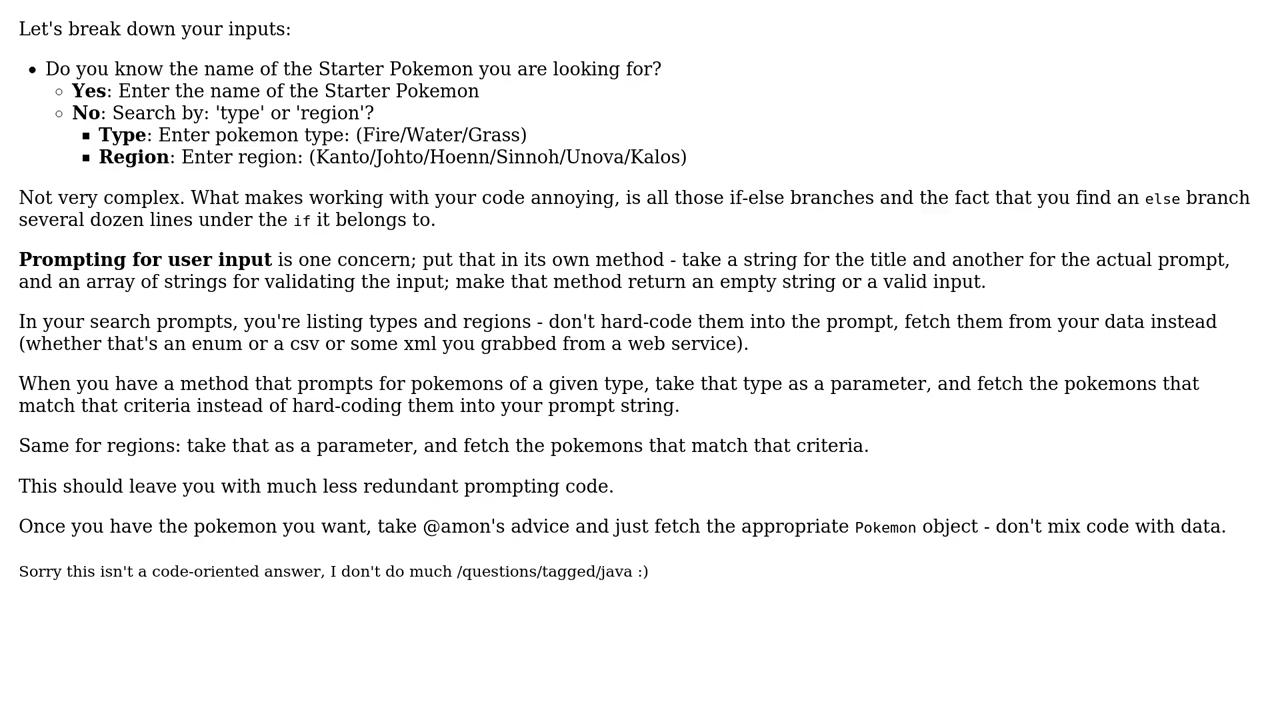 Let's break down your inputs:
• Do you know the name of the Starter Pokemon you are looking for?
◦ Yes: Enter the name of the Starter Pokemon
◦ No: Search by: 'type' or 'region'?
▪ Type: Enter pokemon type: (Fire/Water/Grass)
▪ Region: Enter region: (Kanto/Johto/Hoenn/Sinnoh/Unova/Kalos)
Not very complex. What makes working with your code annoying, is all those if-else branches and the fact that you find an else branch
several dozen lines under the if it belongs to.
Prompting for user input is one concern; put that in its own method - take a string for the title and another for the actual prompt,
and an array of strings for validating the input; make that method return an empty string or a valid input.
In your search prompts, you're listing types and regions - don't hard-code them into the prompt, fetch them from your data instead
(whether that's an enum or a csv or some xml you grabbed from a web service).
When you have a method that prompts for pokemons of a given type, take that type as a parameter, and fetch the pokemons that
match that criteria instead of hard-coding them into your prompt string.
Same for regions: take that as a parameter, and fetch the pokemons that match that criteria.
This should leave you with much less redundant prompting code.
Once you have the pokemon you want, take @amon's advice and just fetch the appropriate Pokemon object - don't mix code with data.
Sorry this isn't a code-oriented answer, I don't do much /questions/tagged/java :)